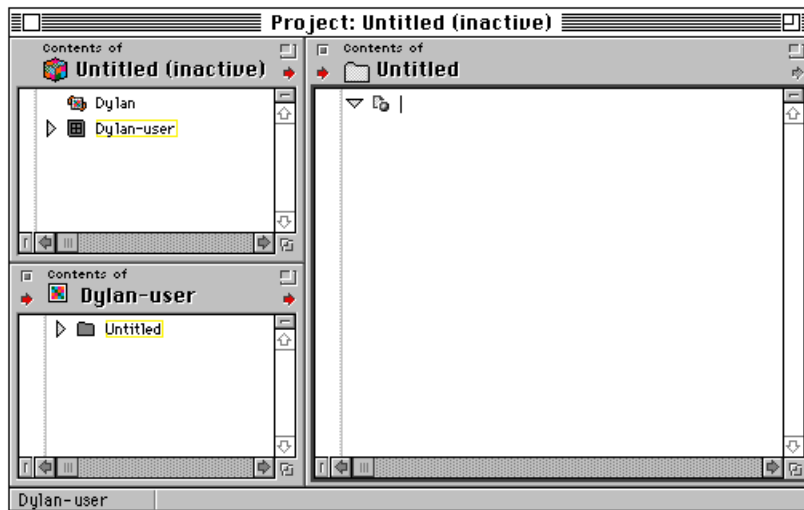 Project: Untitled (inactive)
Contents of
Untitled (inactive)
Dylan
Dylan-user
Contents of
Dylan-user
Untitled
Contents of
Untitled
r
r
r
Dylan-user